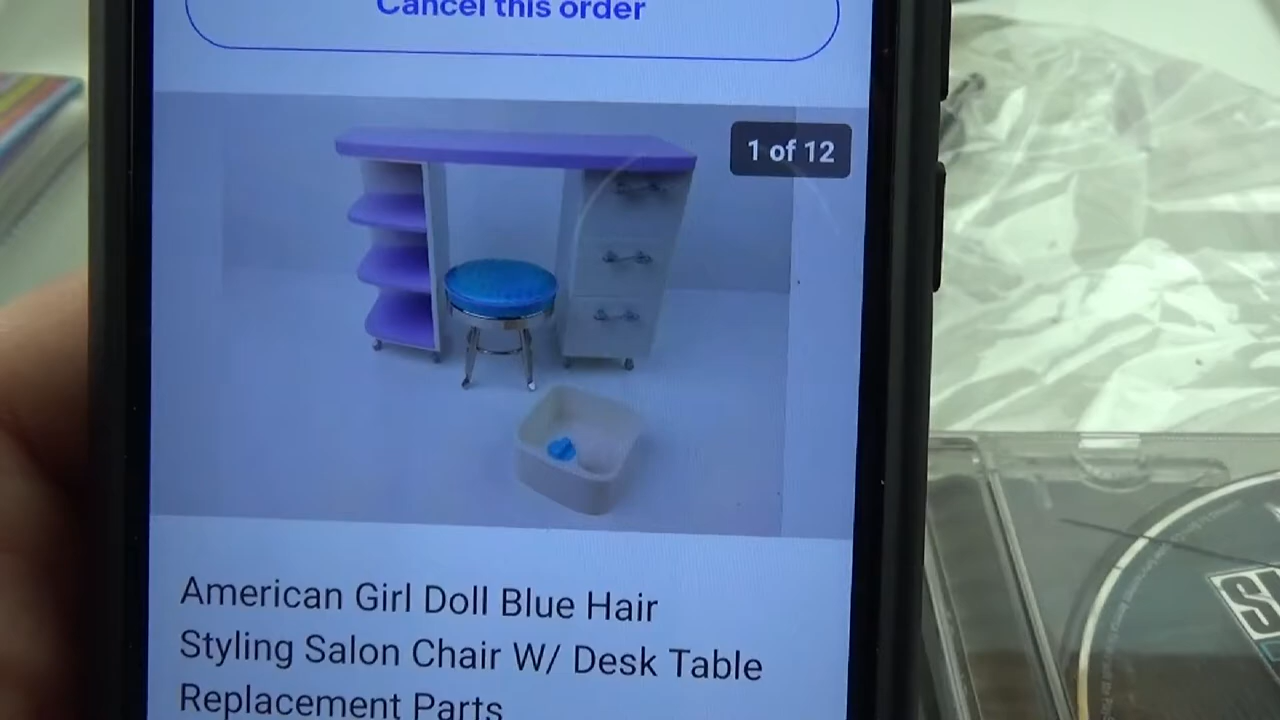 Cancel this order
1 of 12
American Girl Doll Blue Hair
Styling Salon Chair W/ Desk Table
Replacement Parts